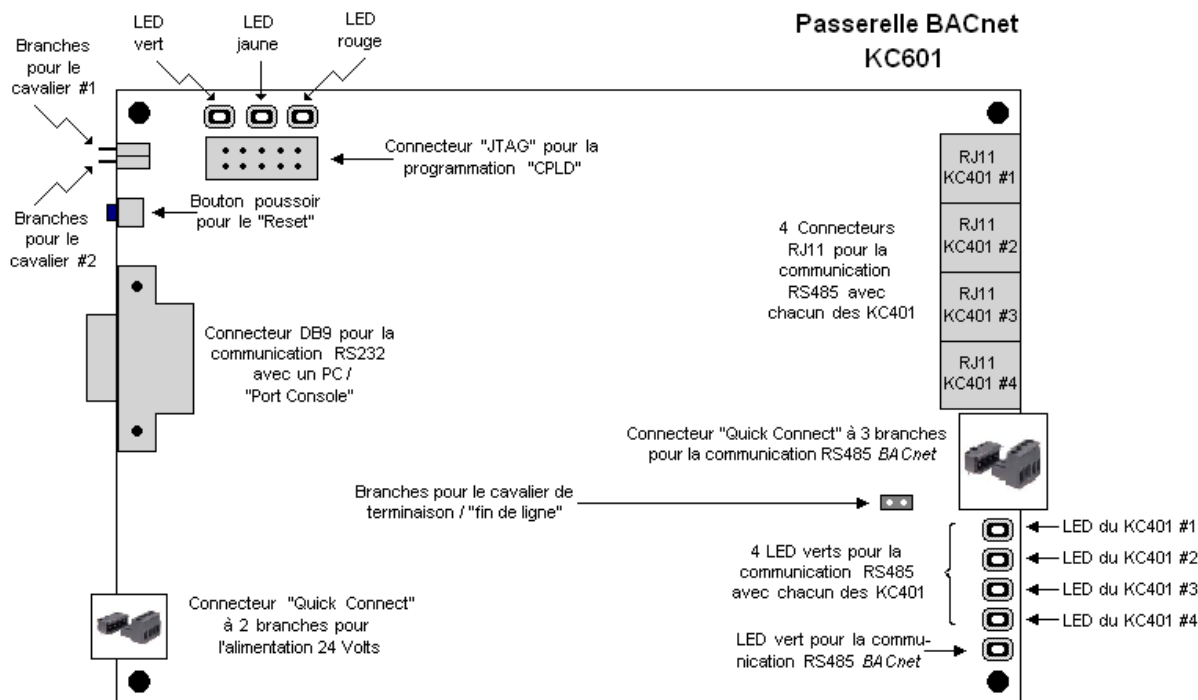 Passerelle BACnet
KC601
LED
vert
LED
jaune
LED
rouge
Branches
pour le
cavalier #1
Branches
pour le
cavalier #2
Connecteur "JTAG" pour la
programmation "CPLD"
Bouton poussoir
pour le "Reset"
Connecteur DB9 pour la
communication RS232
avec un PC /
"Port Console"
4 Connecteurs
RJ11 pour la
communication
RS485 avec
chacun des KC401
RJ11
KC401 #1
RJ11
KC401 #2
RJ11
KC401 #3
RJ11
KC401 #4
Connecteur "Quick Connect" à 3 branches
pour la communication RS485 BACnet
Branches pour le cavalier de
terminaison / "fin de ligne"
4 LED verts pour la
communication RS485
avec chacun des KC401
LED du KC401 #1
LED du KC401 #2
LED du KC401 #3
LED du KC401 #4
LED vert pour la commu-
nication RS485 BACnet
Connecteur "Quick Connect"
à 2 branches pour
l'alimentation 24 Volts